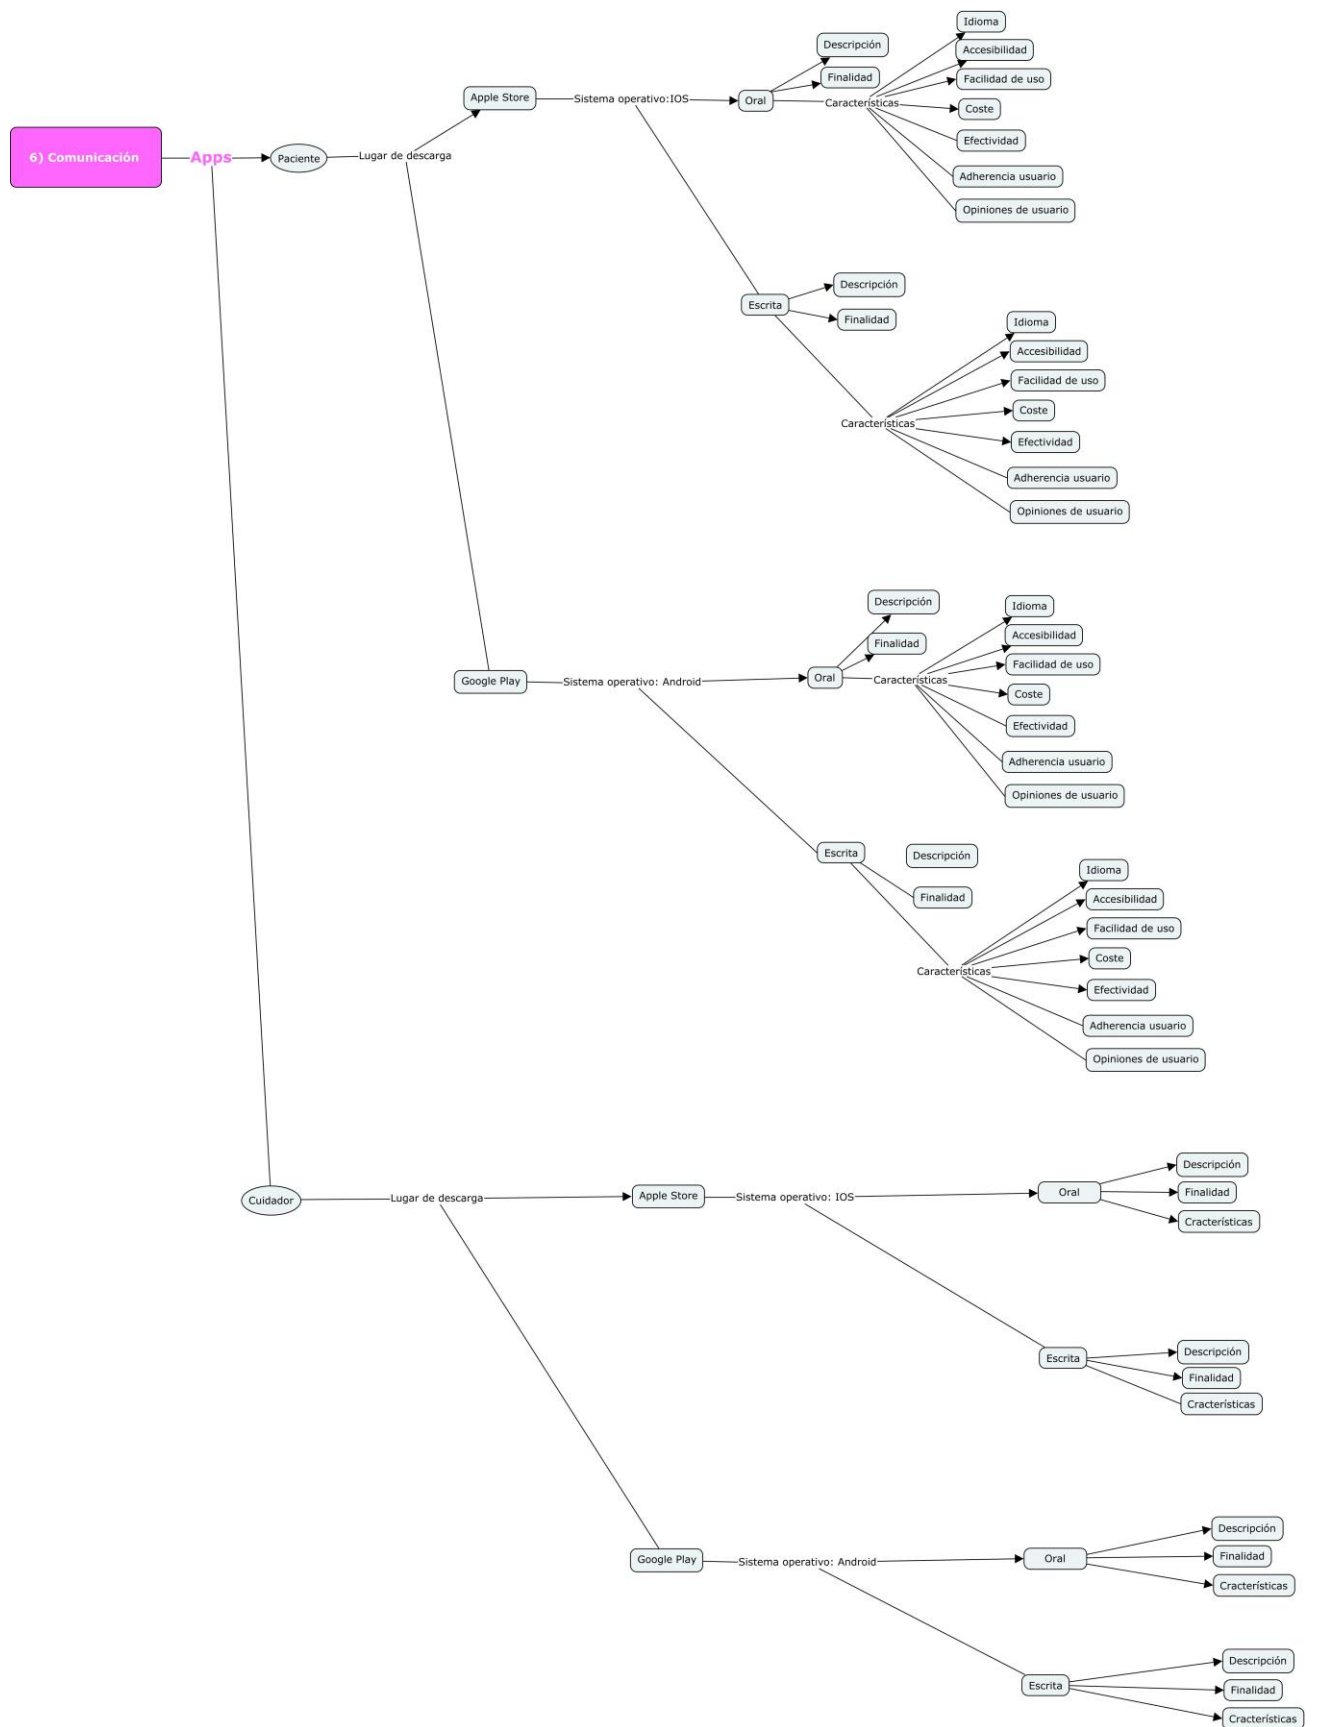 6) Comunicación
Apps
Paciente
Lugar de descarga
Apple Store
Sistema operativo:IOS
Oral
Descripción
Finalidad
Características
Idioma
Accesibilidad
Facilidad de uso
Coste
Efectividad
Adherencia usuario
Opiniones de usuario
Escrita
Descripción
Finalidad
Características
Idioma
Accesibilidad
Facilidad de uso
Coste
Efectividad
Adherencia usuario
Opiniones de usuario
Google Play
Sistema operativo: Android
Oral
Descripción
Finalidad
Características
Idioma
Accesibilidad
Facilidad de uso
Coste
Efectividad
Adherencia usuario
Opiniones de usuario
Escrita
Descripción
Finalidad
Características
Idioma
Accesibilidad
Facilidad de uso
Coste
Efectividad
Adherencia usuario
Opiniones de usuario
Cuidador
Lugar de descarga
Apple Store
Sistema operativo: IOS
Oral
Descripción
Finalidad
Cracterísticas
Escrita
Descripción
Finalidad
Cracterísticas
Google Play
Sistema operativo: Android
Oral
Descripción
Finalidad
Cracterísticas
Escrita
Descripción
Finalidad
Cracterísticas